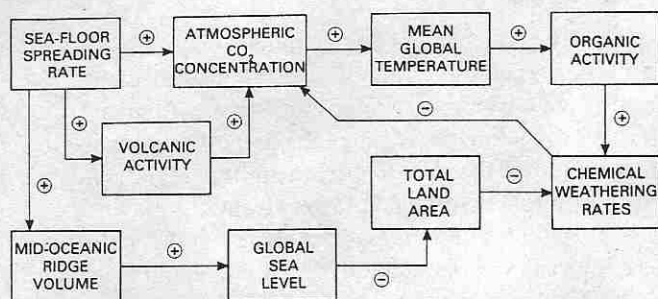 SEA-FLOOR
SPREADING
RATE
⊕
ATMOSPHERIC
CO₂
CONCENTRATION
⊕
MEAN
GLOBAL
TEMPERATURE
⊕
ORGANIC
ACTIVITY
⊕
⊕
VOLCANIC
ACTIVITY
⊕
⊖
⊕
TOTAL
LAND
AREA
⊖
CHEMICAL
WEATHERING
RATES
MID-OCEANIC
RIDGE
VOLUME
⊕
GLOBAL
SEA
LEVEL
⊖
⊕